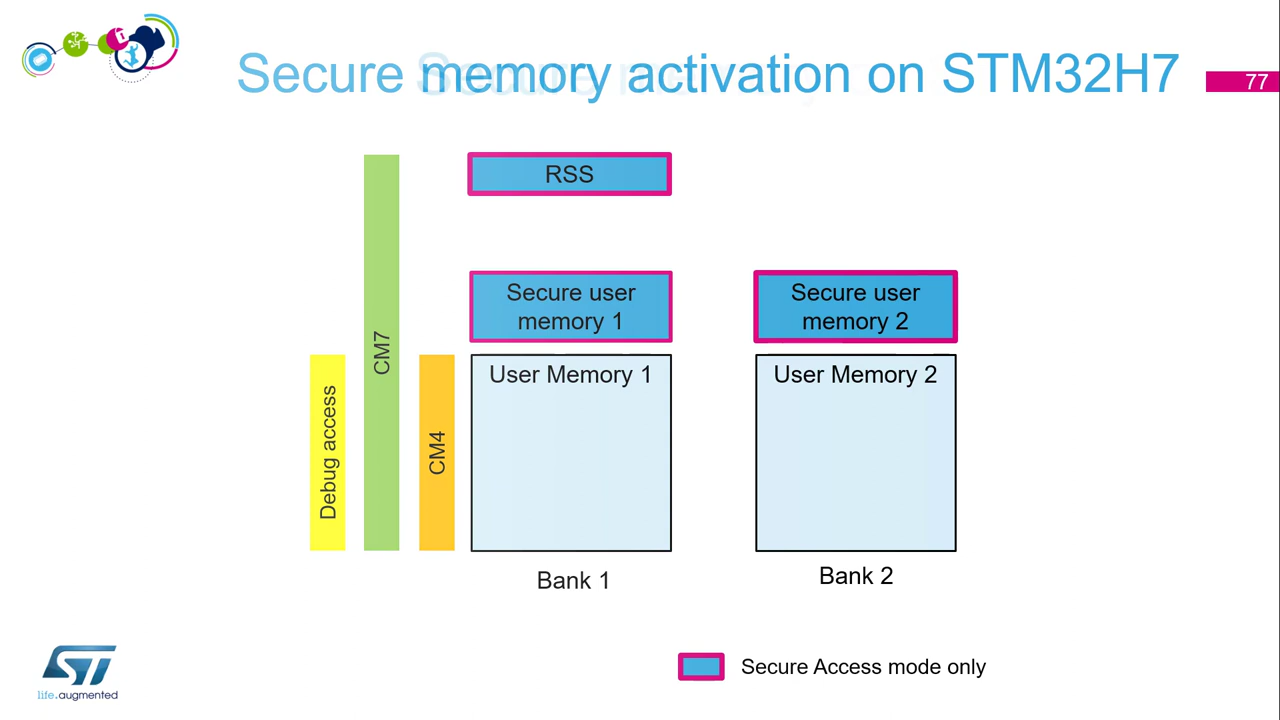 Secure memory activation on STM32H7
77
RSS
Secure user
memory 1
Secure user
memory 2
CM7
Debug access
CM4
User Memory 1
User Memory 2
Bank 1
Bank 2
ST
life.augmented
Secure Access mode only